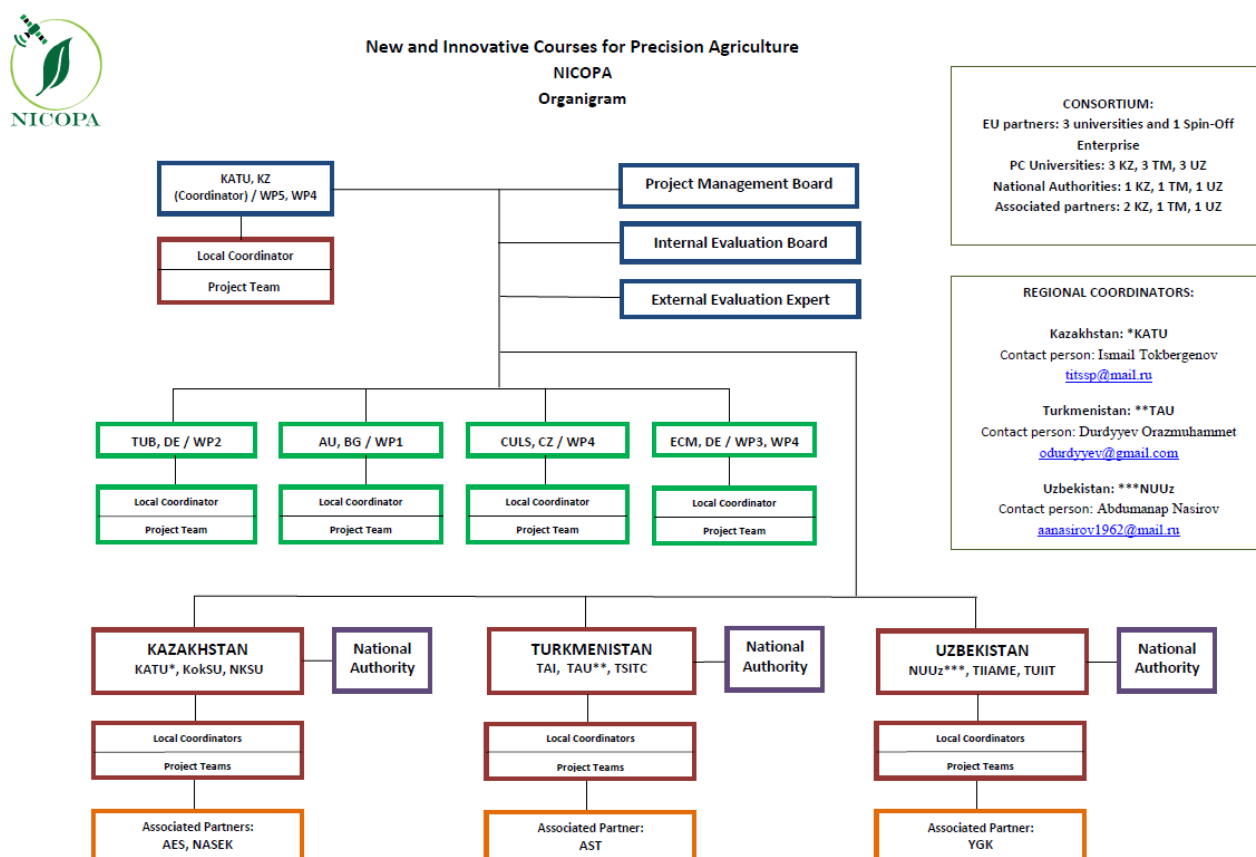 NICOPA
New and Innovative Courses for Precision Agriculture
NICOPA
Organigram
CONSORTIUM:
EU partners: 3 universities and 1 Spin-Off
Enterprise
PC Universities: 3 KZ, 3 TM, 3 UZ
National Authorities: 1 KZ, 1 TM, 1 UZ
Associated partners: 2 KZ, 1 TM, 1 UZ
KATU, KZ
(Coordinator) / WP5, WP4
Local Coordinator
Project Team
Project Management Board
Internal Evaluation Board
External Evaluation Expert
REGIONAL COORDINATORS:
Kazakhstan: *KATU
Contact person: Ismail Tokbergenov
titssp@mail.ru
Turkmenistan: **TAU
Contact person: Durdyyev Orazmuhammet
odurdyyev@gmail.com
Uzbekistan: ***NUUz
Contact person: Abdumanap Nasirov
aanasirov1962@mail.ru
TUB, DE / WP2
Local Coordinator
Project Team
AU, BG / WP1
Local Coordinator
Project Team
CULS, CZ / WP4
Local Coordinator
Project Team
ECM, DE / WP3, WP4
Local Coordinator
Project Team
KAZAKHSTAN
KATU*, KokSU, NKSU
National
Authority
Local Coordinators
Project Teams
Associated Partners:
AES, NASEK
TURKMENISTAN
TAI, TAU**, TSITC
National
Authority
Local Coordinators
Project Teams
Associated Partner:
AST
UZBEKISTAN
NUUz***, TIIAME, TUIIT
National
Authority
Local Coordinators
Project Teams
Associated Partner:
YGK